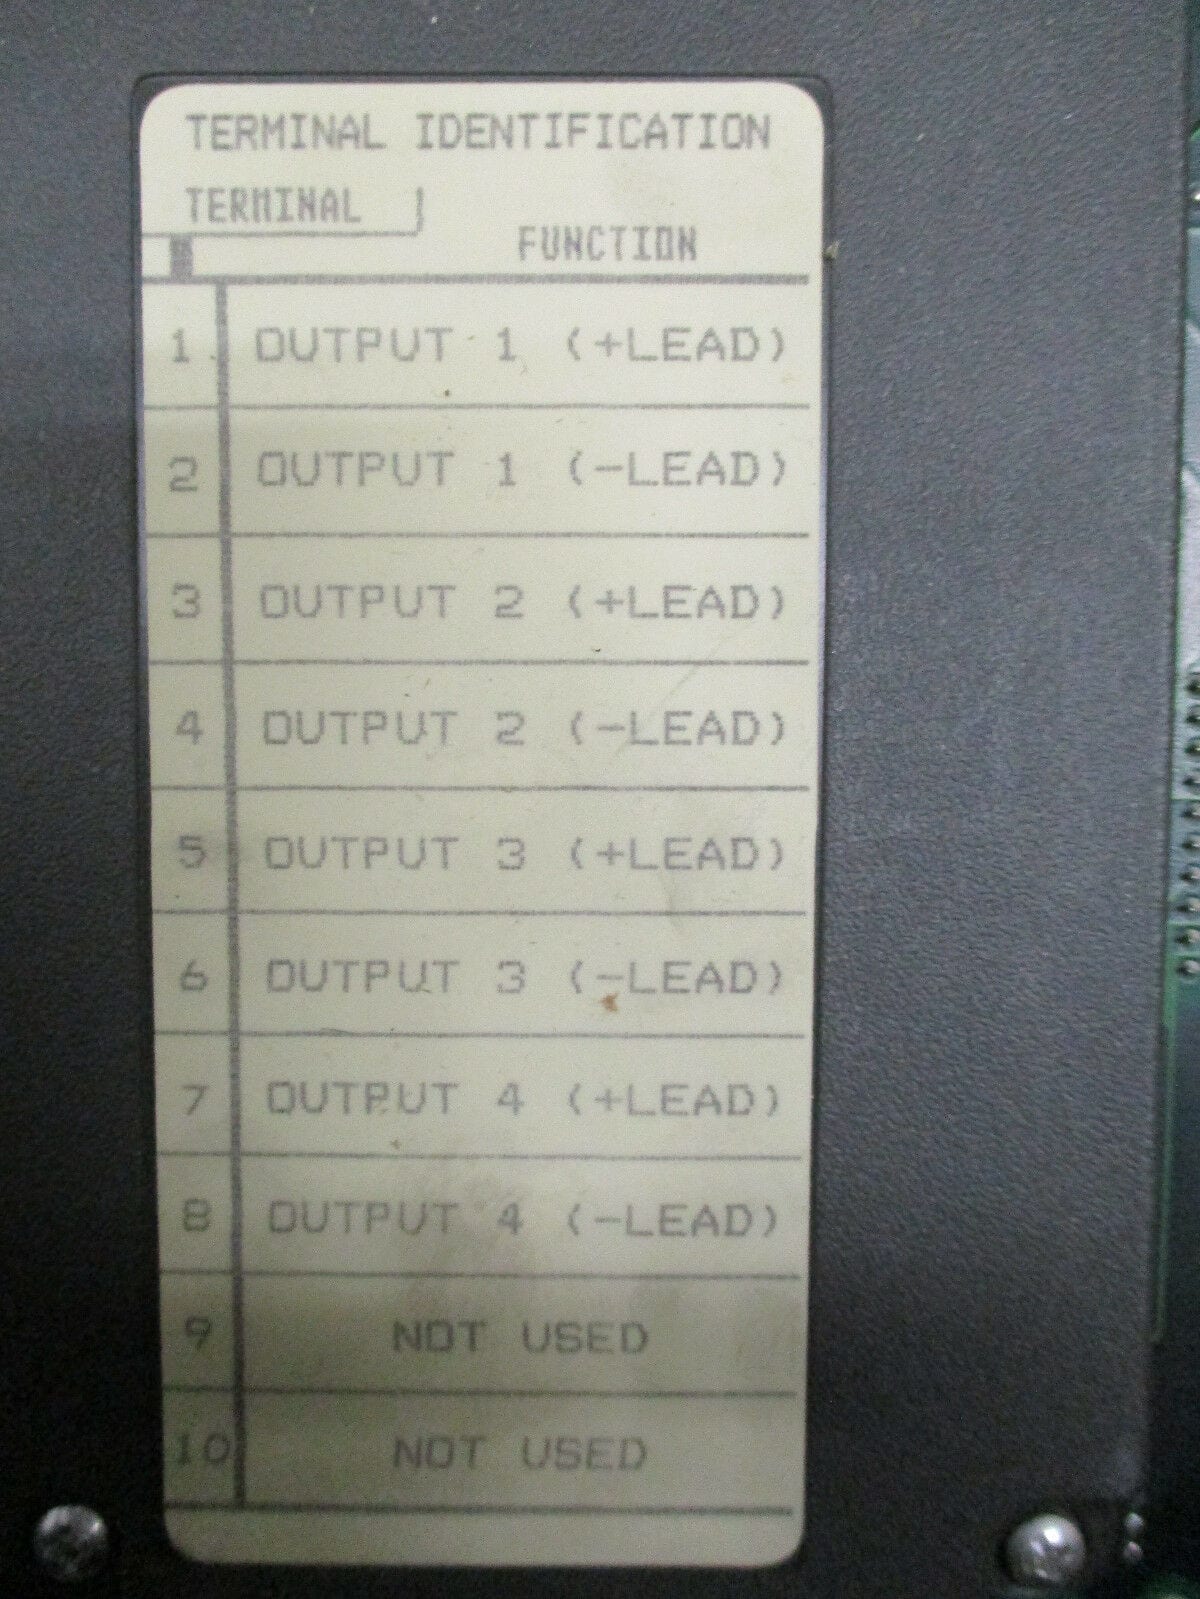 TERMINAL IDENTIFICATION
TERMINAL
FUNCTION
1 OUTPUT 1 (+LEAD)
2 OUTPUT 1 (-LEAD)
3 OUTPUT 2 (+LEAD)
4 OUTPUT 2 (-LEAD)
5 OUTPUT 3 (+LEAD)
6 OUTPUT 3 (-LEAD)
7 OUTPUT 4 (+LEAD)
8 OUTPUT 4 (-LEAD)
9 NOT USED
10 NOT USED